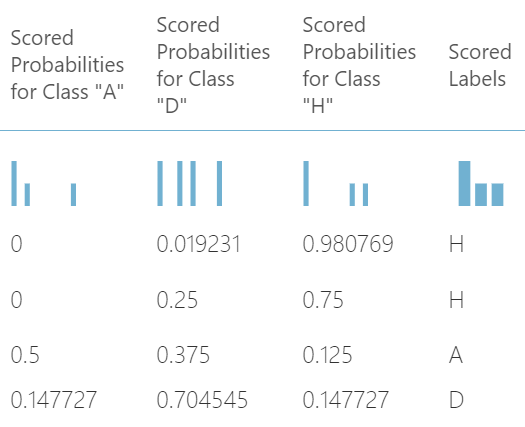 Scored Probabilities for Class "A"
Scored Probabilities for Class "D"
Scored Probabilities for Class "H"
Scored Labels
0 0.019231 0.980769 H
0 0.25 0.75 H
0.5 0.375 0.125 A
0.147727 0.704545 0.147727 D